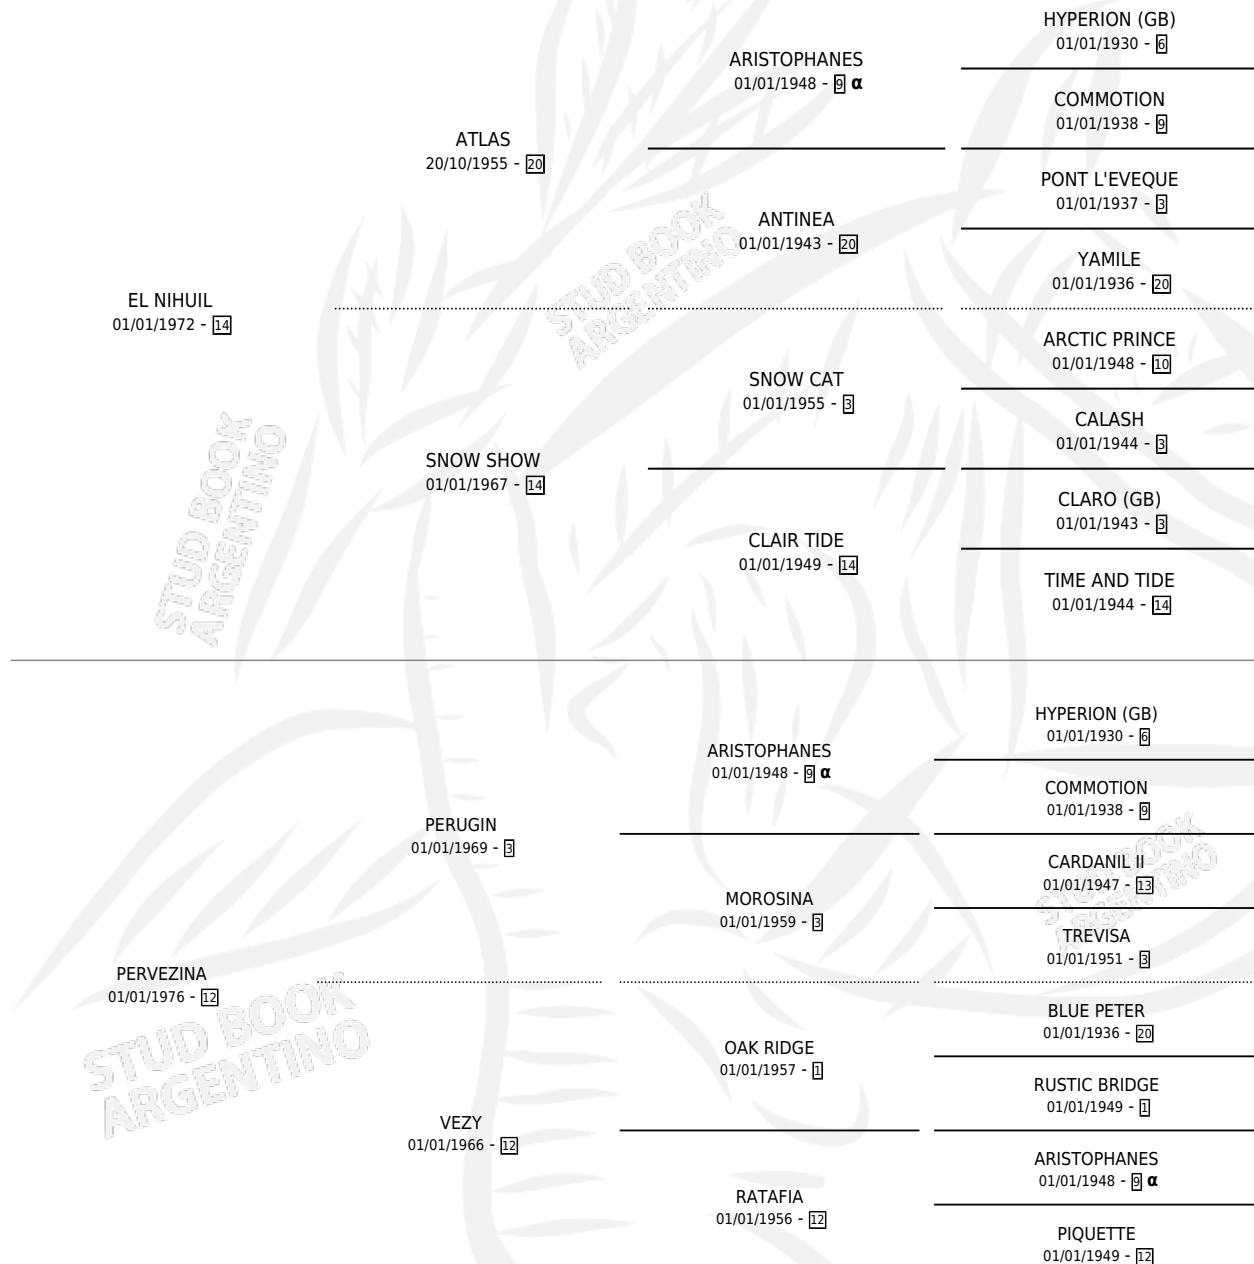 HYPERION (GB)
01/01/1930 - 6
ARISTOPHANES
01/01/1948 - 9 α
COMMOTION
01/01/1938 - 9
ATLAS
20/10/1955 - 20
PONT L'EVEQUE
01/01/1937 - 3
ANTINEA
01/01/1943 - 20
YAMILE
01/01/1936 - 20
EL NIHUIL
01/01/1972 - 14
ARCTIC PRINCE
01/01/1948 - 10
SNOW CAT
01/01/1955 - 3
CALASH
01/01/1944 - 3
SNOW SHOW
01/01/1967 - 14
CLARO (GB)
01/01/1943 - 3
CLAIR TIDE
01/01/1949 - 14
TIME AND TIDE
01/01/1944 - 14
STUD BOOK
ARGENTINO
STUD BOOK
ARGENTINO
HYPERION (GB)
01/01/1930 - 6
ARISTOPHANES
01/01/1948 - 9 α
COMMOTION
01/01/1938 - 9
PERUGIN
01/01/1969 - 3
CARDANIL II
01/01/1947 - 13
MOROSINA
01/01/1959 - 3
TREVISA
01/01/1951 - 3
PERVEZINA
01/01/1976 - 12
BLUE PETER
01/01/1936 - 20
OAK RIDGE
01/01/1957 - 1
RUSTIC BRIDGE
01/01/1949 - 1
VEZY
01/01/1966 - 12
ARISTOPHANES
01/01/1948 - 9 α
RATAFIA
01/01/1956 - 12
PIQUETTE
01/01/1949 - 12
STUD BOOK
ARGENTINO
STUD BOOK
ARGENTINO